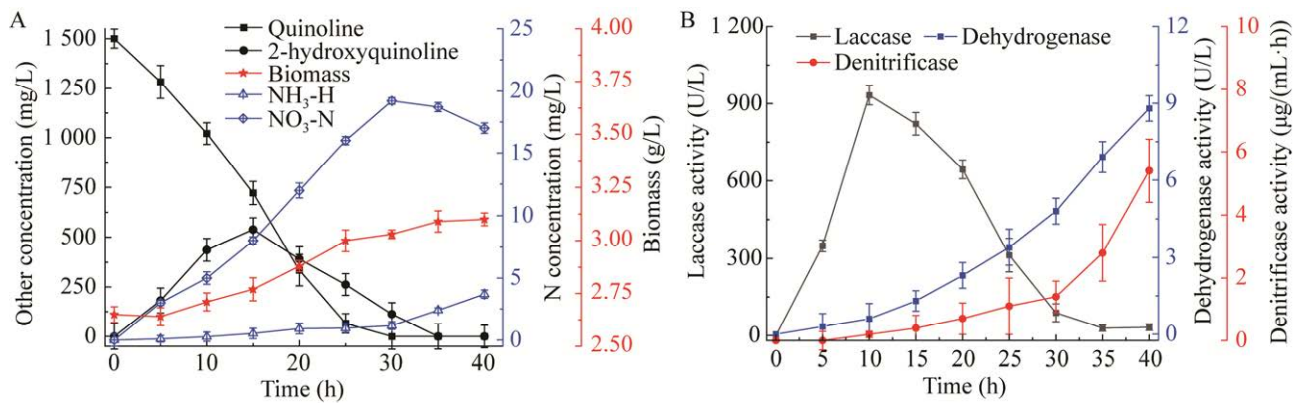 A
Other concentration (mg/L)
1 500
1 250
1 000
750
500
250
0
Quinoline
2-hydroxyquinoline
Biomass
NH₃-H
NO₃-N
25
20
15
10
5
0
N concentration (mg/L)
4.00
3.75
3.50
3.25
3.00
2.75
2.50
Biomass (g/L)
0 10 20 30 40
Time (h)
B
Laccase activity (U/L)
1 200
900
600
300
0
Laccase
Dehydrogenase
Denitrificase
12
9
6
3
0
Dehydrogenase activity (U/L)
10
8
6
4
2
0
Denitrificase activity (μg/(mL·h)
0 5 10 15 20 25 30 35 40
Time (h)